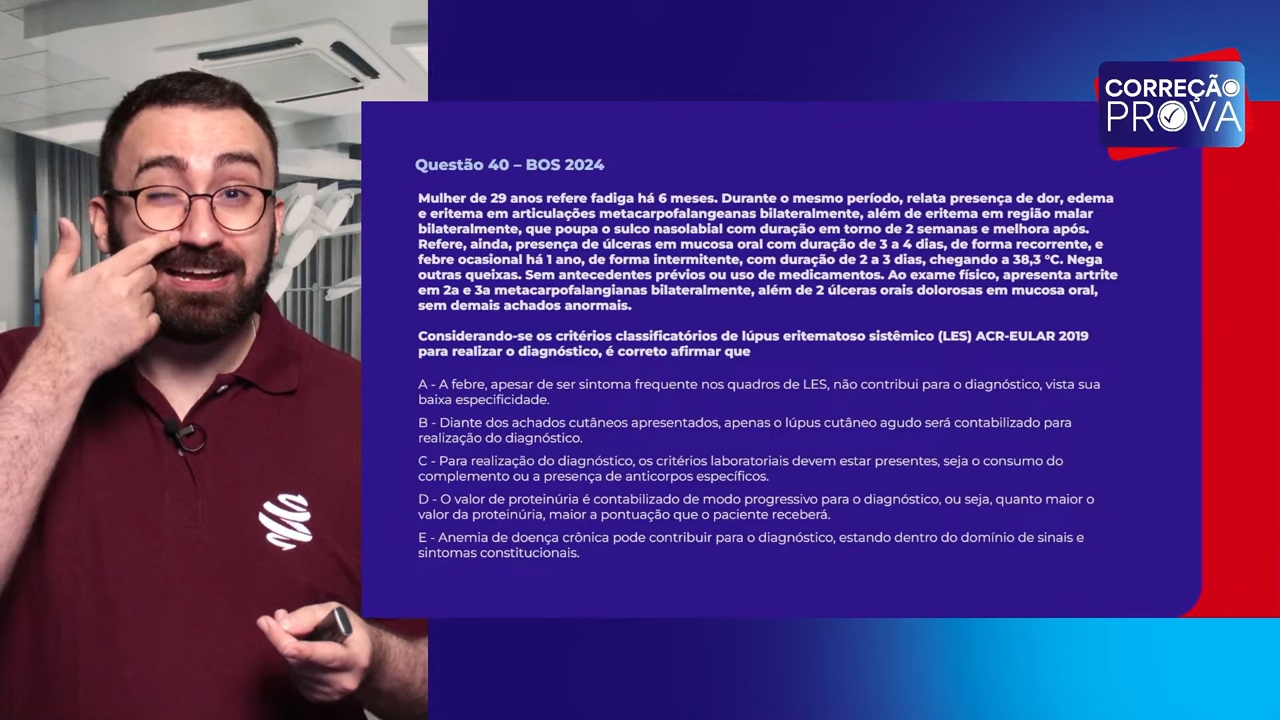 CORREÇÃO
PROVA
Questão 40 – BOS 2024
Mulher de 29 anos refere fadiga há 6 meses. Durante o mesmo período, relata presença de dor, edema
e eritema em articulações metacarpofalangeanas bilateralmente, além de eritema em região malar
bilateralmente, que poupa o sulco nasolabial com duração em torno de 2 semanas e melhora após.
Refere, ainda, presença de úlceras em mucosa oral com duração de 3 a 4 dias, de forma recorrente, e
febre ocasional há 1 ano, de forma intermitente, com duração de 2 a 3 dias, chegando a 38,3 °C. Nega
outras queixas. Sem antecedentes prévios ou uso de medicamentos. Ao exame físico, apresenta artrite
em 2a e 3a metacarpofalangianas bilateralmente, além de 2 úlceras orais dolorosas em mucosa oral,
sem demais achados anormais.
Considerando-se os critérios classificatórios de lúpus eritematoso sistêmico (LES) ACR-EULAR 2019
para realizar o diagnóstico, é correto afirmar que
A - A febre, apesar de ser sintoma frequente nos quadros de LES, não contribui para o diagnóstico, vista sua
baixa especificidade.
B - Diante dos achados cutâneos apresentados, apenas o lúpus cutâneo agudo será contabilizado para
realização do diagnóstico.
C - Para realização do diagnóstico, os critérios laboratoriais devem estar presentes, seja o consumo do
complemento ou a presença de anticorpos específicos.
D - O valor de proteinúria é contabilizado de modo progressivo para o diagnóstico, ou seja, quanto maior o
valor da proteinúria, maior a pontuação que o paciente receberá.
E - Anemia de doença crônica pode contribuir para o diagnóstico, estando dentro do domínio de sinais e
sintomas constitucionais.